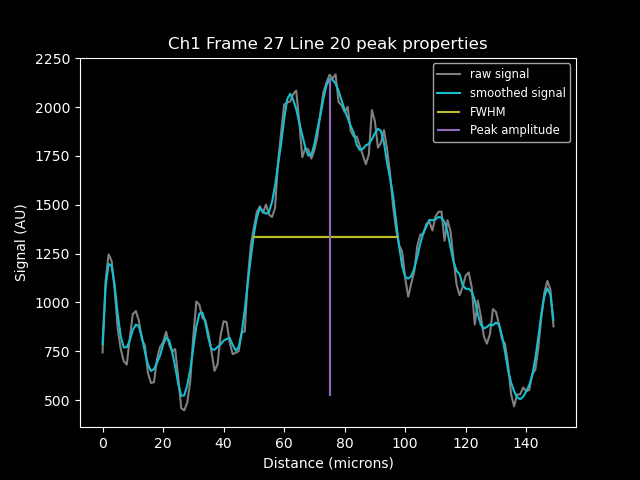 Ch1 Frame 27 Line 20 peak properties
raw signal
smoothed signal
FWHM
Peak amplitude
Signal (AU)
2250
2000
1750
1500
1250
1000
750
500
0 20 40 60 80 100 120 140
Distance (microns)